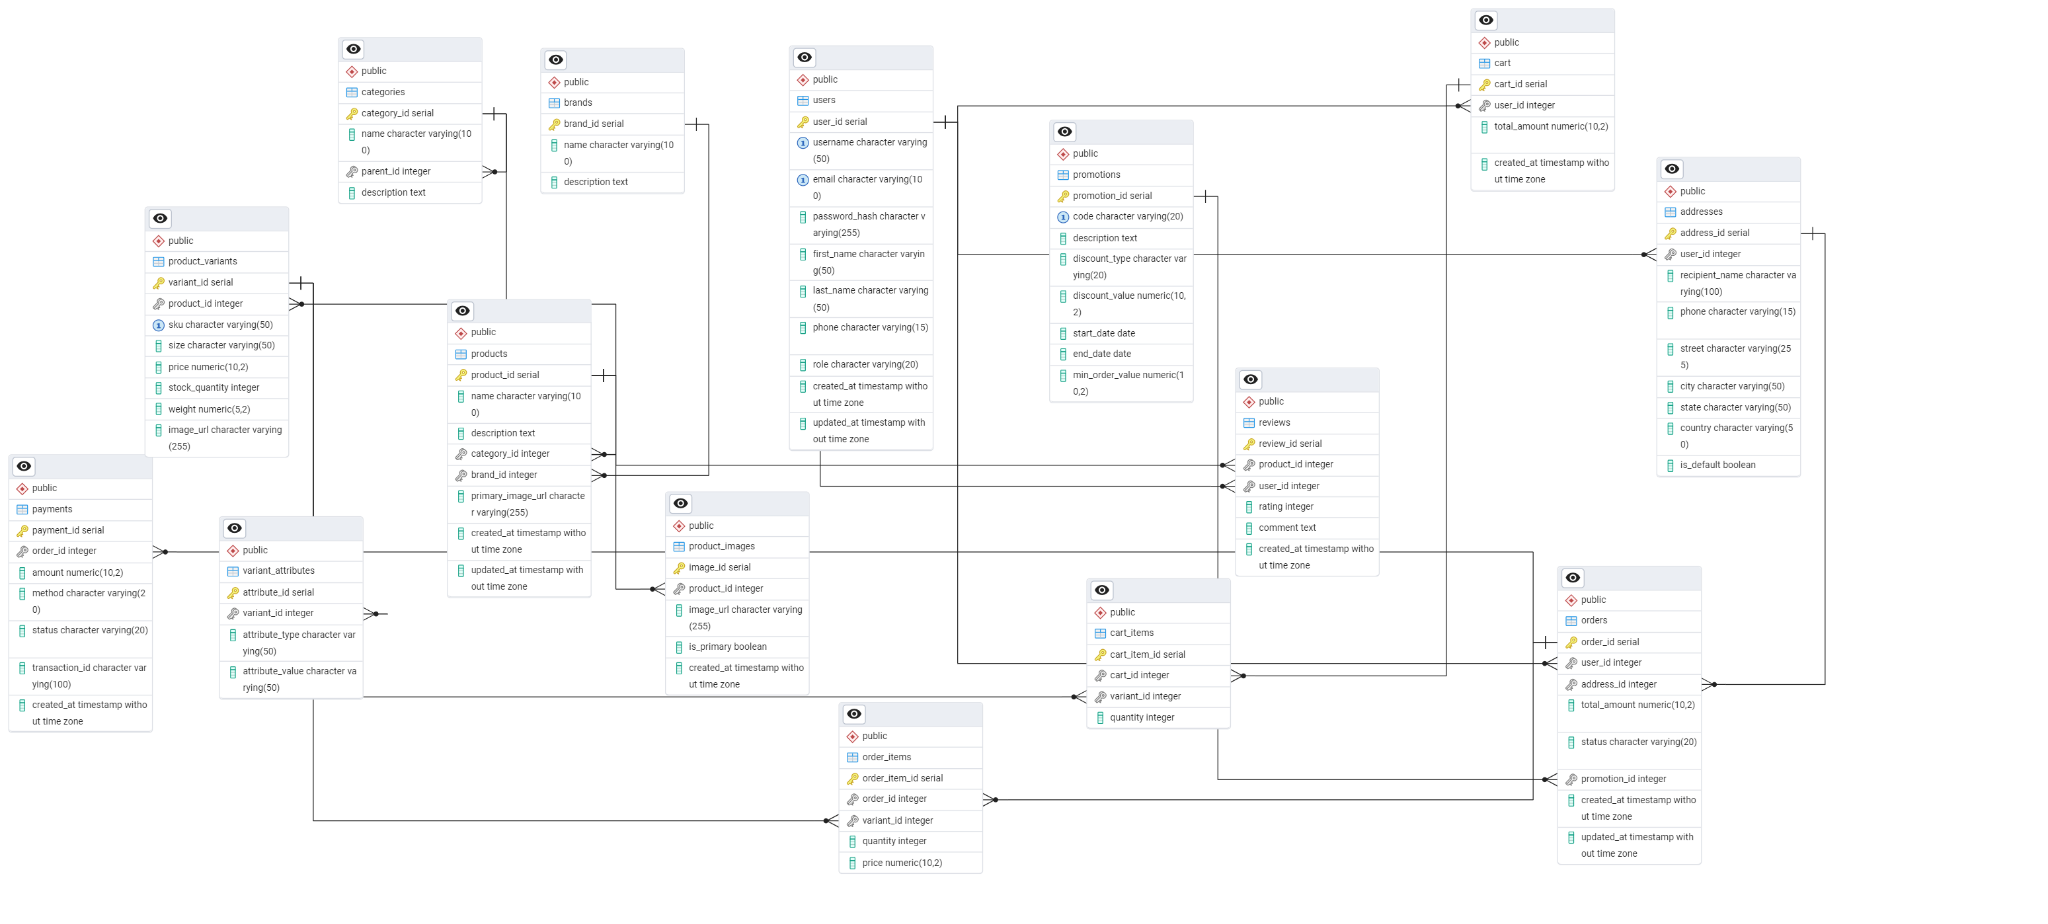 public
categories
category_id serial
name character varying(10
0)
parent_id integer
description text
public
brands
brand_id serial
name character varying(10
0)
description text
public
users
user_id serial
username character varying
(50)
email character varying(10
0)
password_hash character v
arying(255)
first_name character varyin
g(50)
last_name character varying
(50)
phone character varying(15)
role character varying(20)
created_at timestamp witho
ut time zone
updated_at timestamp with
out time zone
public
promotions
promotion_id serial
code character varying(20)
description text
discount_type character var
ying(20)
discount_value numeric(10,
2)
start_date date
end_date date
min_order_value numeric(1
0,2)
public
cart
cart_id serial
user_id integer
total_amount numeric(10,2)
created_at timestamp witho
ut time zone
public
addresses
address_id serial
user_id integer
recipient_name character va
rying(100)
phone character varying(15)
street character varying(25
5)
city character varying(50)
state character varying(50)
country character varying(5
0)
is_default boolean
public
product_variants
variant_id serial
product_id integer
sku character varying(50)
size character varying(50)
price numeric(10,2)
stock_quantity integer
weight numeric(5,2)
image_url character varying
(255)
public
products
product_id serial
name character varying(10
0)
description text
category_id integer
brand_id integer
primary_image_url characte
r varying(255)
created_at timestamp witho
ut time zone
updated_at timestamp with
out time zone
public
reviews
review_id serial
product_id integer
user_id integer
rating integer
comment text
created_at timestamp witho
ut time zone
public
payments
payment_id serial
order_id integer
amount numeric(10,2)
method character varying(2
0)
status character varying(20)
transaction_id character var
ying(100)
created_at timestamp witho
ut time zone
public
variant_attributes
attribute_id serial
variant_id integer
attribute_type character var
ying(50)
attribute_value character va
rying(50)
public
product_images
image_id serial
product_id integer
image_url character varying
(255)
is_primary boolean
created_at timestamp witho
ut time zone
public
cart_items
cart_item_id serial
cart_id integer
variant_id integer
quantity integer
public
orders
order_id serial
user_id integer
address_id integer
total_amount numeric(10,2)
status character varying(20)
promotion_id integer
created_at timestamp witho
ut time zone
updated_at timestamp with
out time zone
public
order_items
order_item_id serial
order_id integer
variant_id integer
quantity integer
price numeric(10,2)